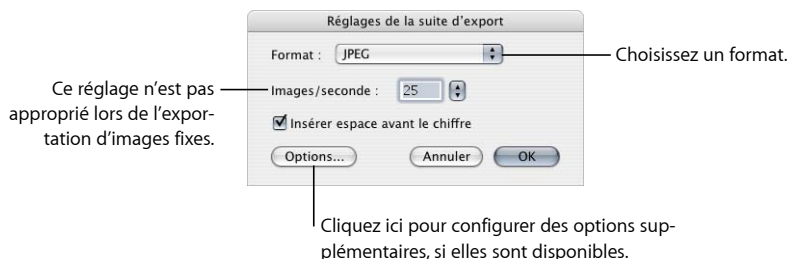 Réglages de la suite d'export
Format : JPEG
Choisissez un format.
Ce réglage n'est pas
approprié lors de l'expor-
tation d'images fixes.
Images/seconde : 25
Insérer espace avant le chiffre
Options... Annuler OK
Cliquez ici pour configurer des options sup-
plémentaires, si elles sont disponibles.